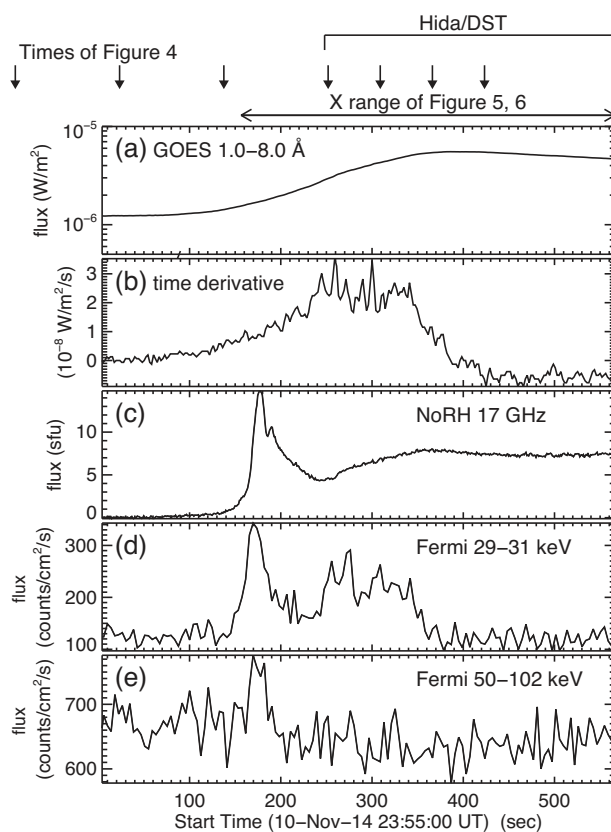 Hida/DST
Times of Figure 4
X range of Figure 5, 6
(a) GOES 1.0–8.0 Å
flux (W/m²)
10⁻⁵
10⁻⁶
(b) time derivative
(10⁻⁸ W/m²/s)
3
2
1
0
(c) NoRH 17 GHz
flux (sfu)
10
5
0
(d) Fermi 29–31 keV
flux
(counts/cm²/s)
300
200
100
(e) Fermi 50–102 keV
flux
(counts/cm²/s)
700
600
100 200 300 400 500
Start Time (10–Nov–14 23:55:00 UT) (sec)